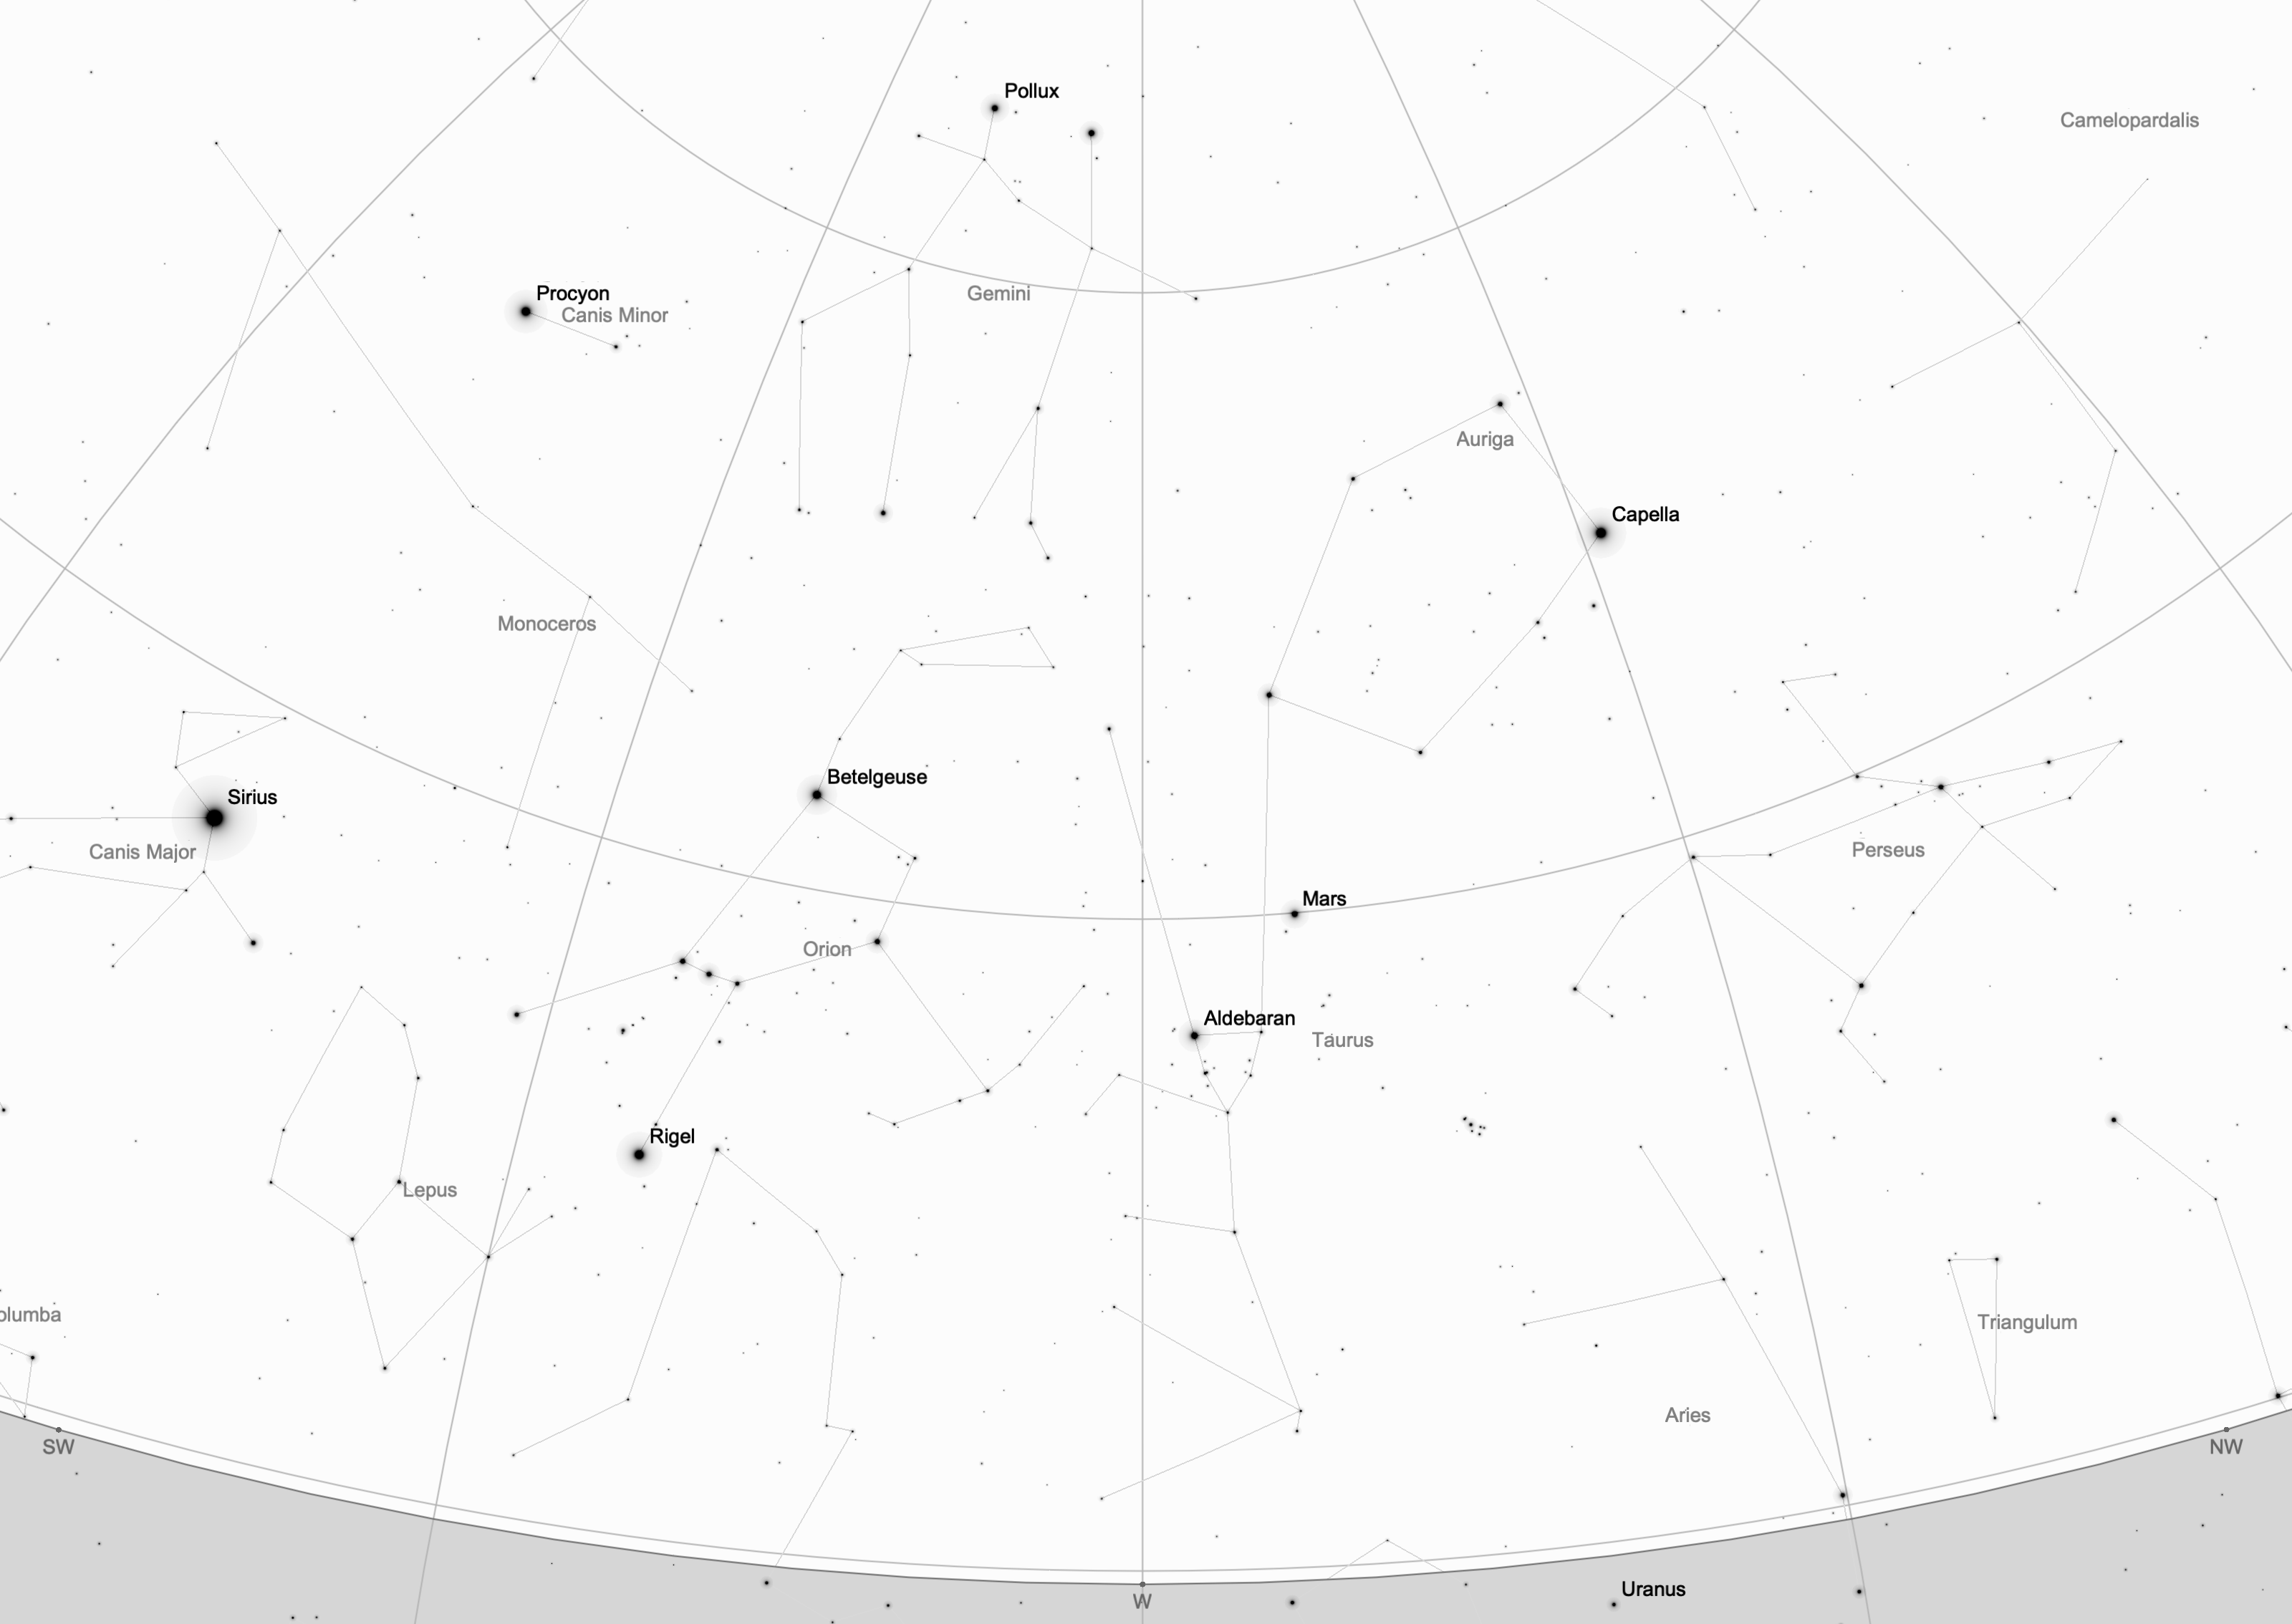 Pollux
Camelopardalis
Procyon
Canis Minor
Gemini
Auriga
Capella
Monoceros
Betelgeuse
Sirius
Canis Major
Perseus
Mars
Orion
Aldebaran
Taurus
Rigel
Lepus
olumba
Triangulum
Aries
SW
NW
Uranus
W